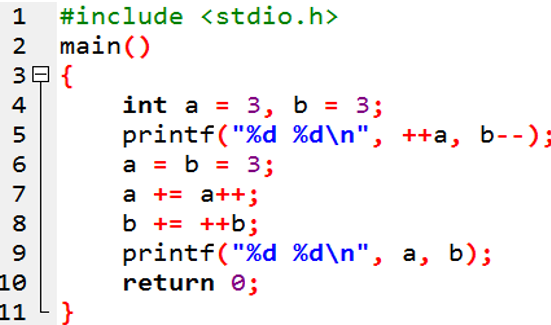 1 #include <stdio.h>
2 main()
3 {
4 int a = 3, b = 3;
5 printf("%d %d\n", ++a, b--);
6 a = b = 3;
7 a += a++;
8 b += ++b;
9 printf("%d %d\n", a, b);
10 return 0;
11 }